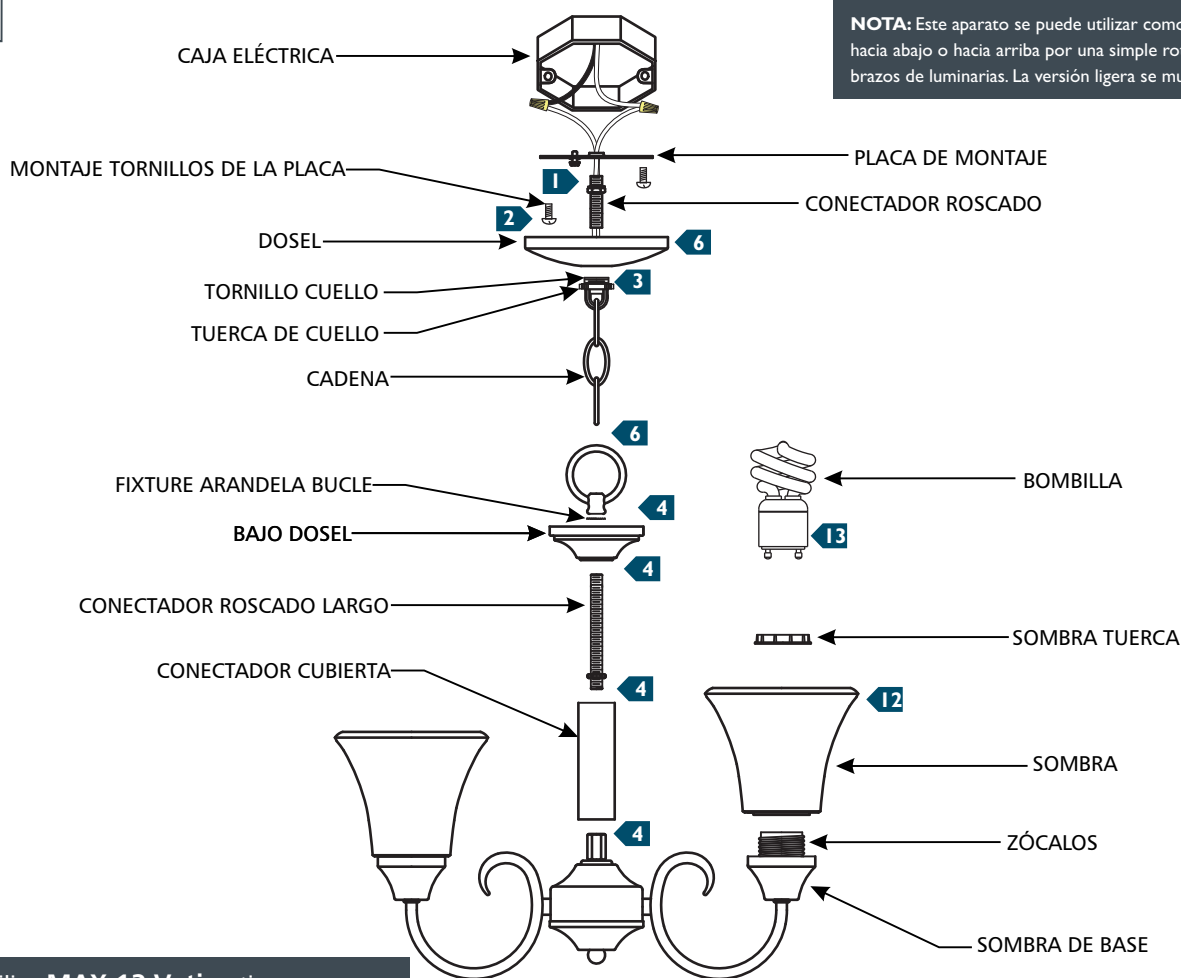 NOTA: Este aparato se puede utilizar como
hacia abajo o hacia arriba por una simple
brazos de luminarias. La versión ligera se
CAJA ELÉCTRICA
PLACA DE MONTAJE
MONTAJE TORNILLOS DE LA PLACA
1
CONECTADOR ROSCADO
2
DOSEL
6
TORNILLO CUELLO
3
TUERCA DE CUELLO
CADENA
6
FIXTURE ARANDELA BUCLE
4
BOMBILLA
BAJO DOSEL
13
4
CONECTADOR ROSCADO LARGO
SOMBRA TUERCA
CONECTADOR CUBIERTA
4
12
SOMBRA
4
ZÓCALOS
SOMBRA DE BASE
MAX 13 Vatios